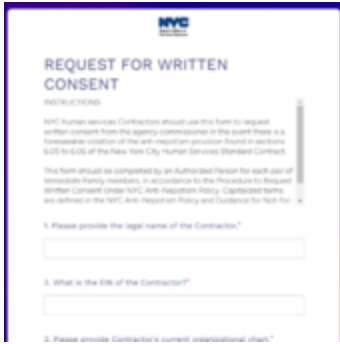 NYC
REQUEST FOR WRITTEN
CONSENT
INSTRUCTIONS
NYC human services Contractors should use this form to request
written consent from the agency commissioner in the event there is a
foreseeable violation of the anti-nepotism provision found in sections
6.05 to 6.06 of the New York City Human Services Standard Contract.
This form should be completed by an Authorized Person for each pair of
Immediate Family members, in accordance to the Procedure to Request
Written Consent Under NYC Anti-Nepotism Policy. Capitalized terms
are defined in the NYC Anti-Nepotism Policy and Guidance for Not-For-
1. Please provide the legal name of the Contractor.*
2. What is the EIN of the Contractor?*
3. Please provide Contractor's current organizational chart.*